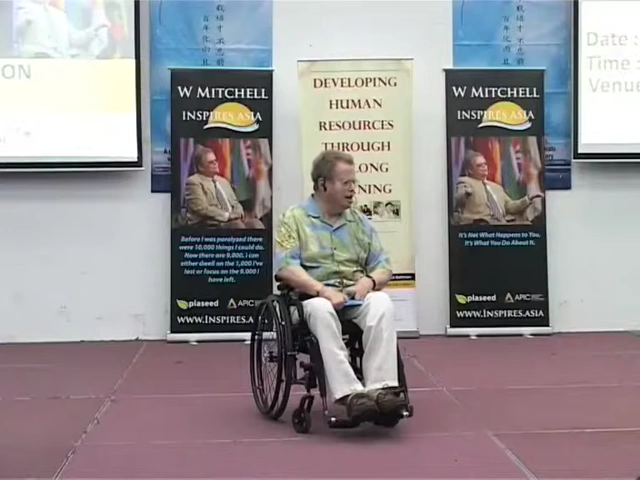 ON
Date :
Time :
Venue
W MITCHELL
INSPIRES ASIA
Before I was paralyzed there
were 10,000 things I could do.
Now there are 9,000. I can
either dwell on the 1,000 I've
lost or focus on the 9,000 I
have left.
plaseed
APIC
WWW.INSPIRES.A
DEVELOPING
HUMAN
RESOURCES
THROUGH
ONG
NING
W MITCHELL
INSPIRES ASIA
It's Not What Happens to You,
It's What You Do About It.
plaseed
APIC
WWW.INSPIRES.ASIA